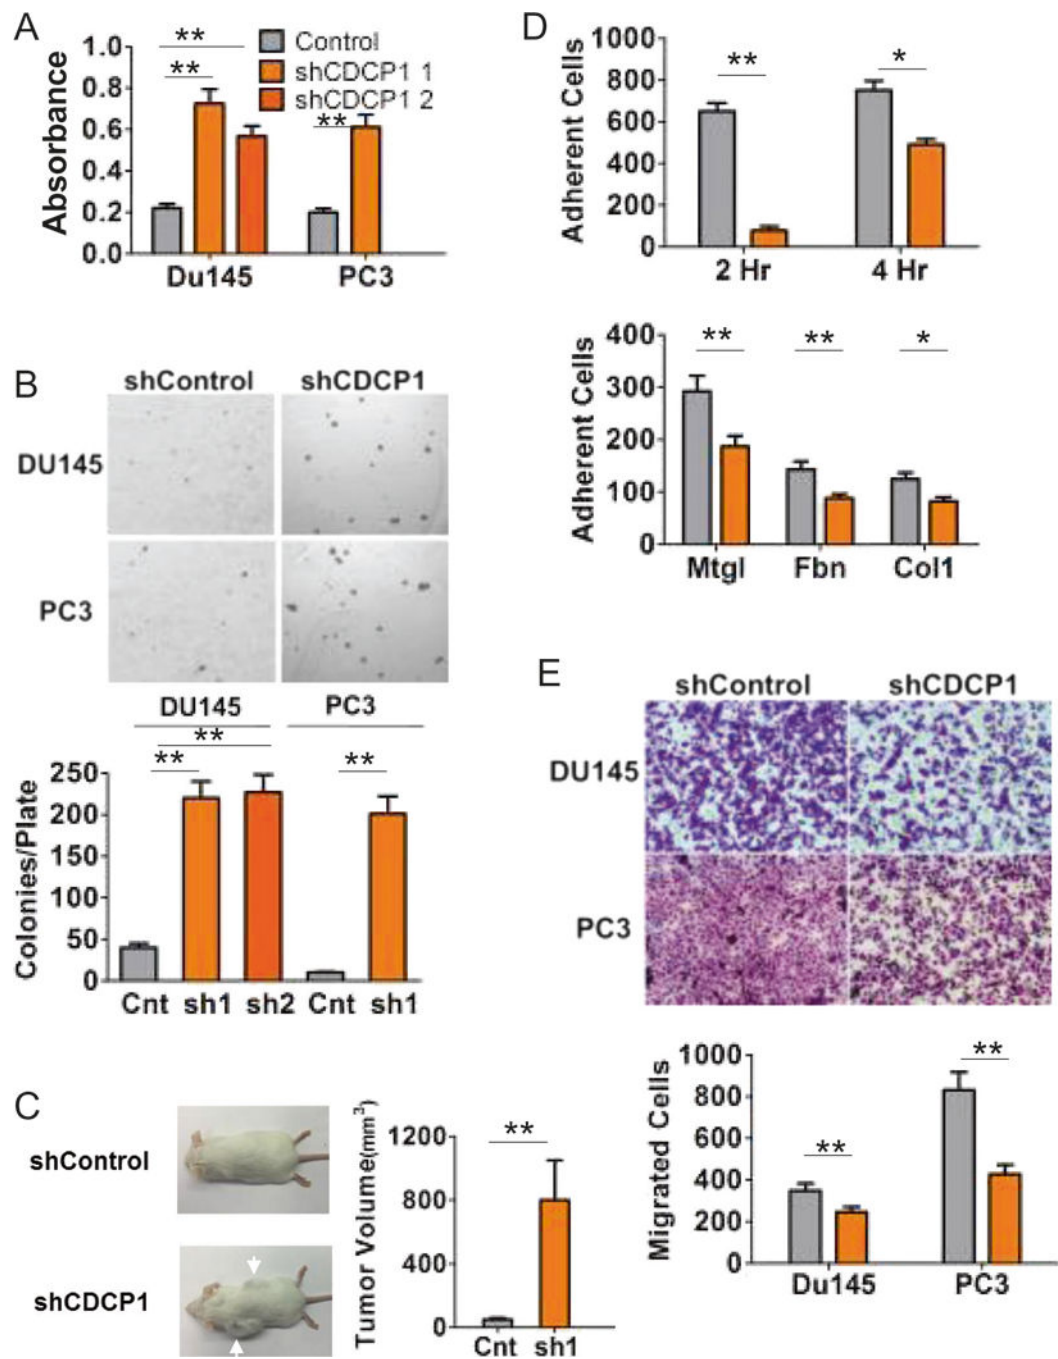 A
Absorbance
1.0
0.8
0.6
0.4
0.2
0.0
Control
shCDCP1 1
shCDCP1 2
**
**
**
Du145 PC3
B
shControl shCDCP1
DU145
PC3
DU145 PC3
**
**
**
Colonies/Plate
250
200
150
100
50
0
Cnt sh1 sh2 Cnt sh1
C
shControl
shCDCP1
Tumor Volume(mm³)
1200
800
400
0
**
Cnt sh1
D
Adherent Cells
1000
800
600
400
200
0
** *
2 Hr 4 Hr
Adherent Cells
400
300
200
100
0
** ** *
Mtgl Fbn Col1
E
shControl shCDCP1
DU145
PC3
Migrated Cells
1000
800
600
400
200
0
**
**
Du145 PC3